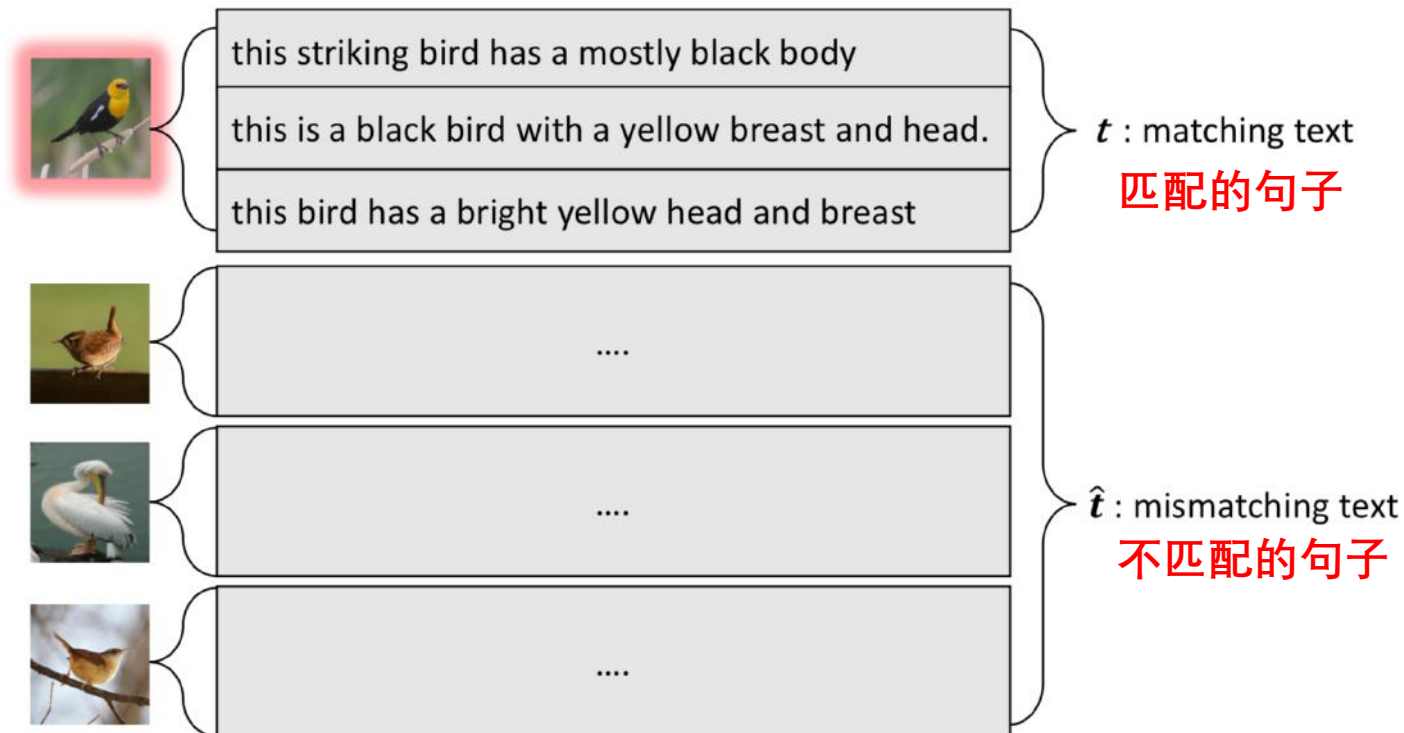 this striking bird has a mostly black body
this is a black bird with a yellow breast and head.
this bird has a bright yellow head and breast
t : matching text
匹配的句子
....
....
....
t̂ : mismatching text
不匹配的句子